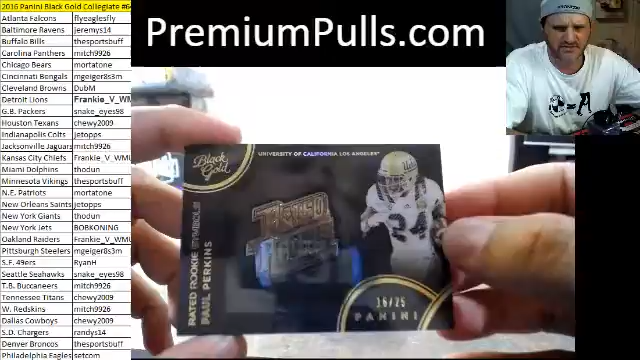 2016 Panini Black Gold Collegiate #6
Atlanta Falcons flyeaglesfly
Baltimore Ravens jeremys14
Buffalo Bills thesportsbuff
Carolina Panthers mitch9926
Chicago Bears mortatone
Cincinnati Bengals mgeiger8s3m
Cleveland Browns DubM
Detroit Lions Frankie_V_WM
G.B. Packers snake_eyes98
Houston Texans chewy2009
Indianapolis Colts jetopps
Jacksonville Jaguars mitch9926
Kansas City Chiefs Frankie_V_WMU
Miami Dolphins thodun
Minnesota Vikings thesportsbuff
N.E. Patriots mortatone
New Orleans Saints jetopps
New York Giants thodun
New York Jets BOBKONING
Oakland Raiders Frankie_V_WMU
Pittsburgh Steelers mgeiger8s3m
S.F. 49ers RyanH
Seattle Seahawks snake_eyes98
T.B. Buccaneers mitch9926
Tennessee Titans chewy2009
W. Redskins mitch9926
Dallas Cowboys chewy2009
S.D. Chargers randys14
Denver Broncos thesportsbuff
Philadelphia Eagles setcom
PremiumPulls.com
Black Gold
UNIVERSITY OF CALIFORNIA LOS ANGELES
RATED ROOKIE SYMBOLS
PAUL PERKINS
24
16/25
PANINI